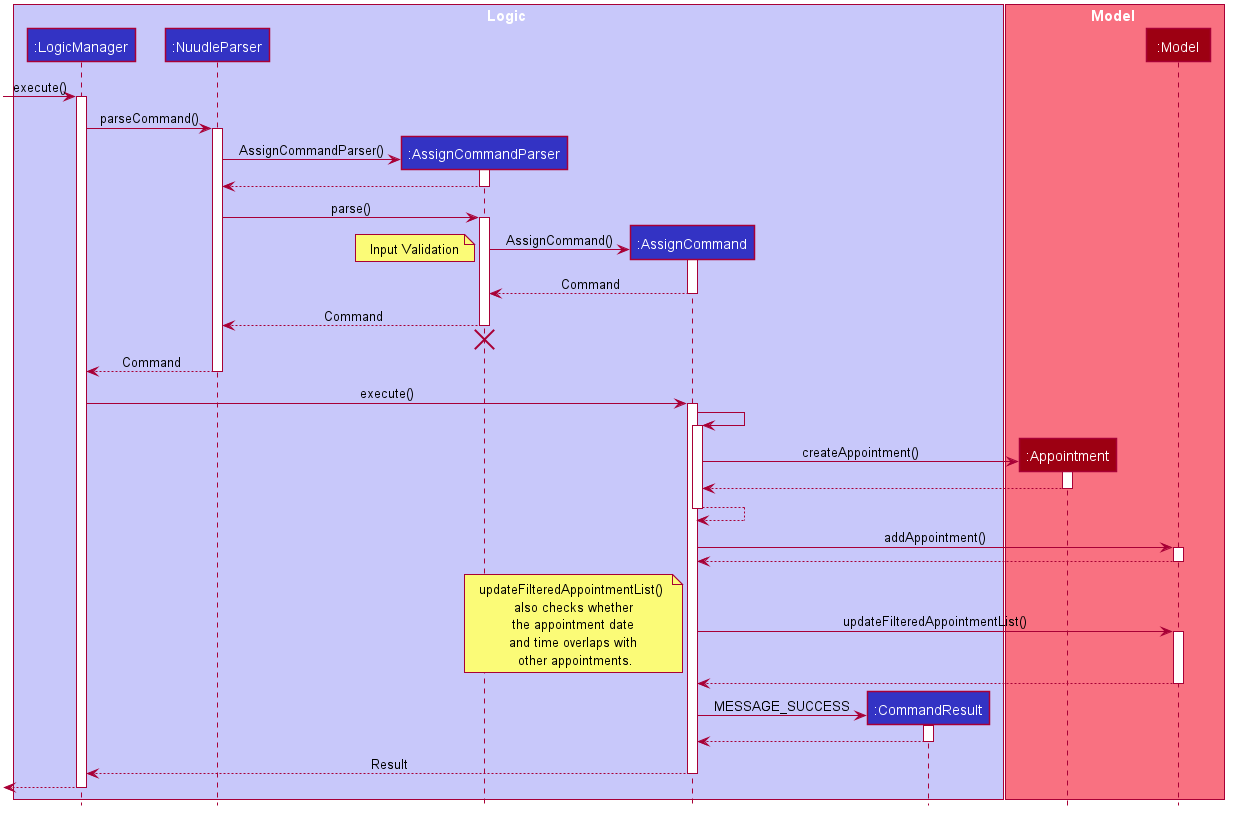 Logic
Model
:LogicManager
:NuudleParser
:Model
execute()
parseCommand()
AssignCommandParser()
:AssignCommandParser
parse()
Input Validation
AssignCommand()
:AssignCommand
Command
Command
Command
execute()
createAppointment()
:Appointment
addAppointment()
updateFilteredAppointmentList()
also checks whether
the appointment date
and time overlaps with
other appointments.
updateFilteredAppointmentList()
MESSAGE_SUCCESS
:CommandResult
Result